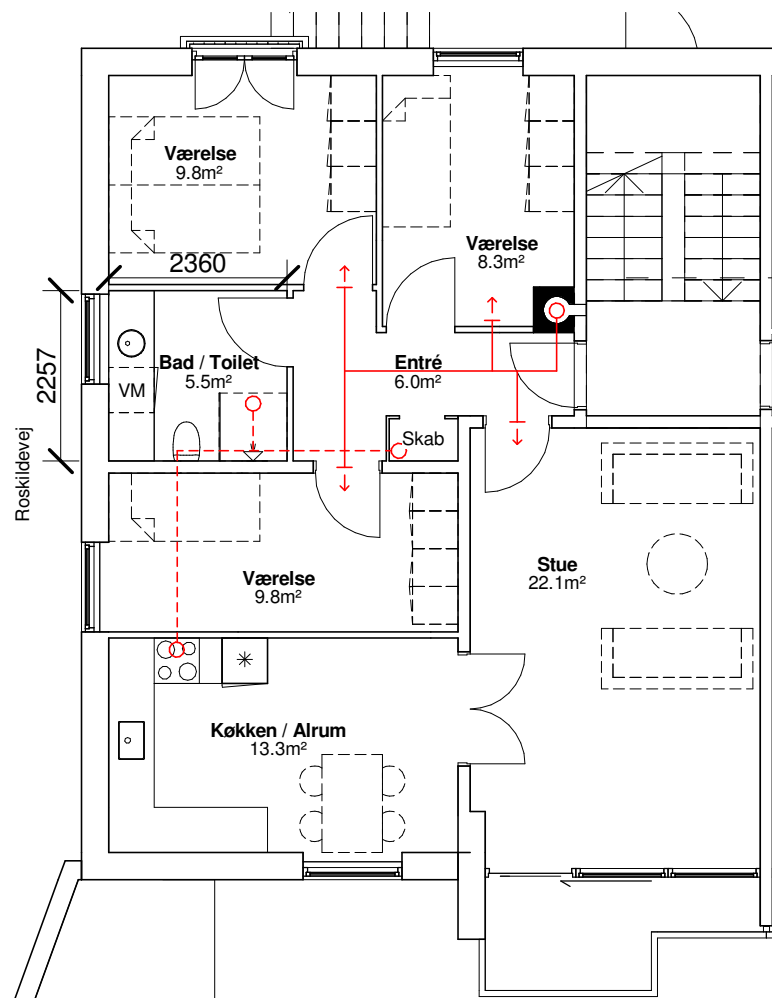 Værelse
9.8m²
Værelse
8.3m²
2360
2257
Bad / Toilet
5.5m²
VM
Entré
6.0m²
Skab
Roskildevej
Værelse
9.8m²
Stue
22.1m²
Køkken / Alrum
13.3m²